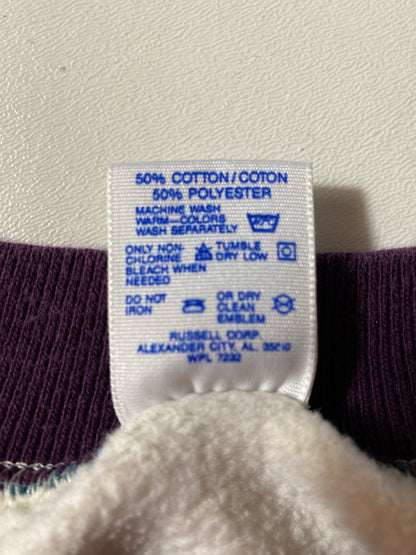 50% COTTON/COTON
50% POLYESTER
MACHINE WASH
WARM-COLORS
WASH SEPARATELY
ONLY NON- TUMBLE
CHLORINE DRY LOW
BLEACH WHEN
NEEDED
DO NOT OR DRY
IRON CLEAN
EMBLEM
RUSSELL CORP.
ALEXANDER CITY, AL.
WPL 7232